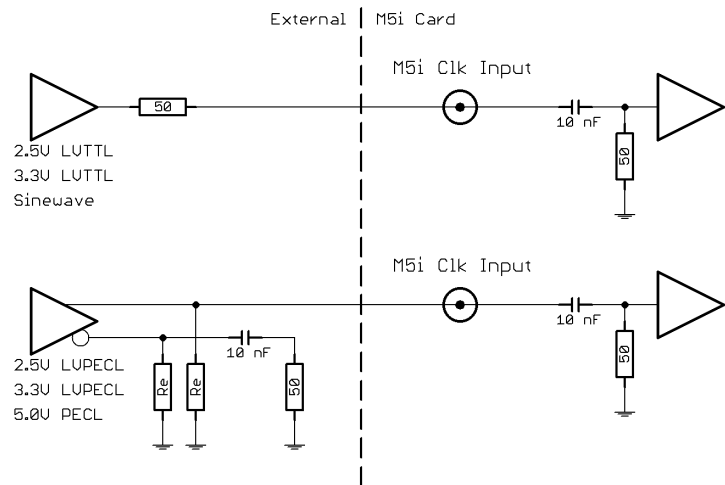 External M5i Card
M5i Clk Input
50
10 nF
50
2.5V LVTTL
3.3V LVTTL
Sinewave
M5i Clk Input
10 nF
10 nF
50
2.5V LVPECL
3.3V LVPECL
5.0V PECL
Re
Re
50